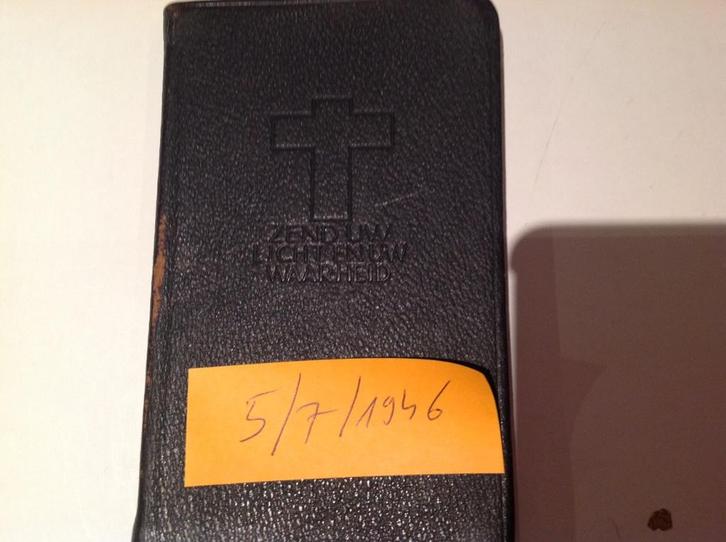 ZEND UW
LICHT EN UW
WAARHEID
5/7/1946